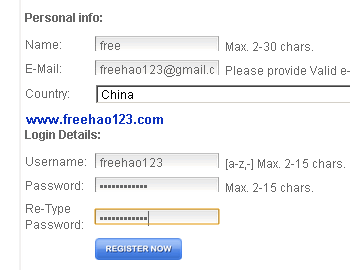 Personal info:
Name: free Max. 2-30 chars.
E-Mail: freehao123@gmail.c Please provide Valid e-
Country: China
www.freehao123.com
Login Details:
Username: freehao123 [a-z,-] Max. 2-15 chars.
Password: •••••••••••• Max. 2-15 chars.
Re-Type
Password: ••••••••••••
REGISTER NOW